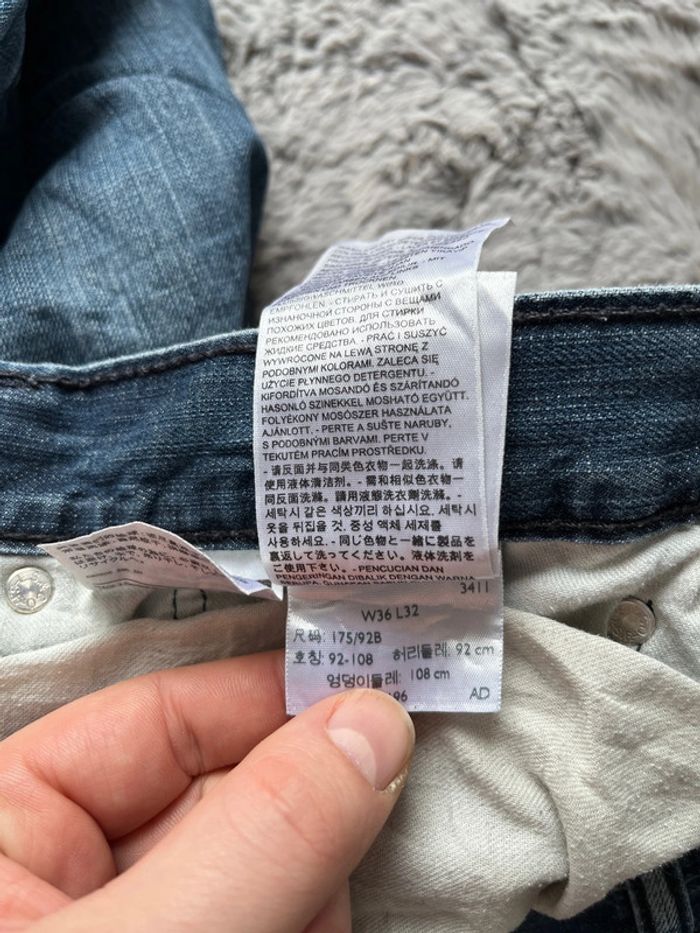 EMPFOHLEN - СТИРАТЬ И СУШИТЬ С
ИЗНАНОЧНОЙ СТОРОНЫ С ВЕЩАМИ
ПОХОЖИХ ЦВЕТОВ. ДЛЯ СТИРКИ
РЕКОМЕНДОВАНО ИСПОЛЬЗОВАТЬ
ЖИДКИЕ СРЕДСТВА. - PRAĆ I SUSZYĆ
WYWRÓCONE NA LEWĄ STRONĘ Z
PODOBNYMI KOLORAMI. ZALECA SIĘ
UŻYCIE PŁYNNEGO DETERGENTU. -
KIFORDÍTVA MOSANDÓ ÉS SZÁRÍTANDÓ
HASONLÓ SZINEKKEL MOSHATÓ EGYÜTT.
FOLYÉKONY MOSÓSZER HASZNÁLATA
AJÁNLOTT. - PERTE A SUŠTE NARUBY,
S PODOBNÝMI BARVAMI. PERTE V
TEKUTÉM PRACÍM PROSTŘEDKU.
- 请反面并与同类色衣物一起洗涤。请
使用液体清洁剂。- 需和相似色衣物一
同反面洗滌。請用液態洗衣劑洗滌。-
세탁시 같은 색상끼리 하십시요. 세탁시
옷을 뒤집을 것. 중성 액체 세제를
사용하세요. - 同じ色物と一緒に製品を
裏返して洗ってください。液体洗剤をご
使用下さい。- PENCUCIAN DAN
PENGERINGAN DIBALIK DENGAN WARNA
3411
W36 L32
尺码: 175/92B
호칭: 92-108 허리둘레: 92 cm
엉덩이둘레: 108 cm
96 AD